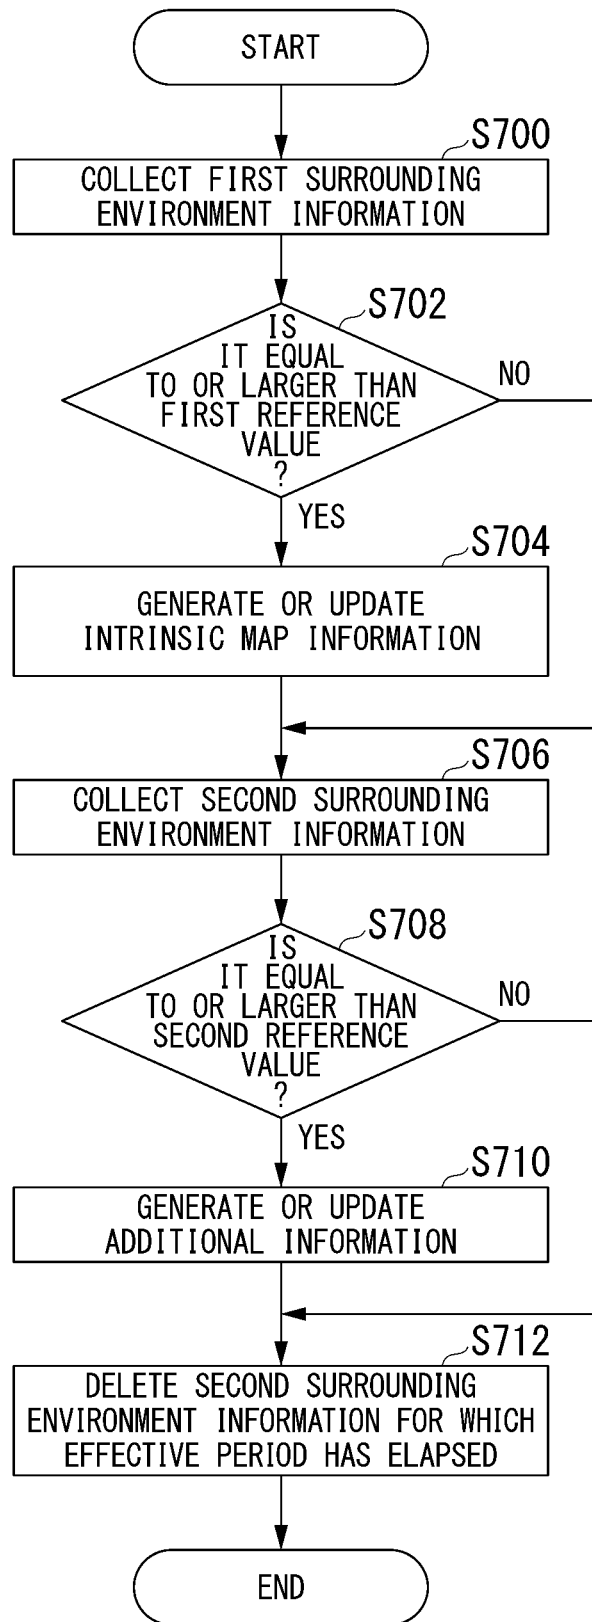 START
S700
COLLECT FIRST SURROUNDING
ENVIRONMENT INFORMATION
S702
IS
IT EQUAL
TO OR LARGER THAN
FIRST REFERENCE
VALUE
?
NO
YES
S704
GENERATE OR UPDATE
INTRINSIC MAP INFORMATION
S706
COLLECT SECOND SURROUNDING
ENVIRONMENT INFORMATION
S708
IS
IT EQUAL
TO OR LARGER THAN
SECOND REFERENCE
VALUE
?
NO
YES
S710
GENERATE OR UPDATE
ADDITIONAL INFORMATION
S712
DELETE SECOND SURROUNDING
ENVIRONMENT INFORMATION FOR WHICH
EFFECTIVE PERIOD HAS ELAPSED
END